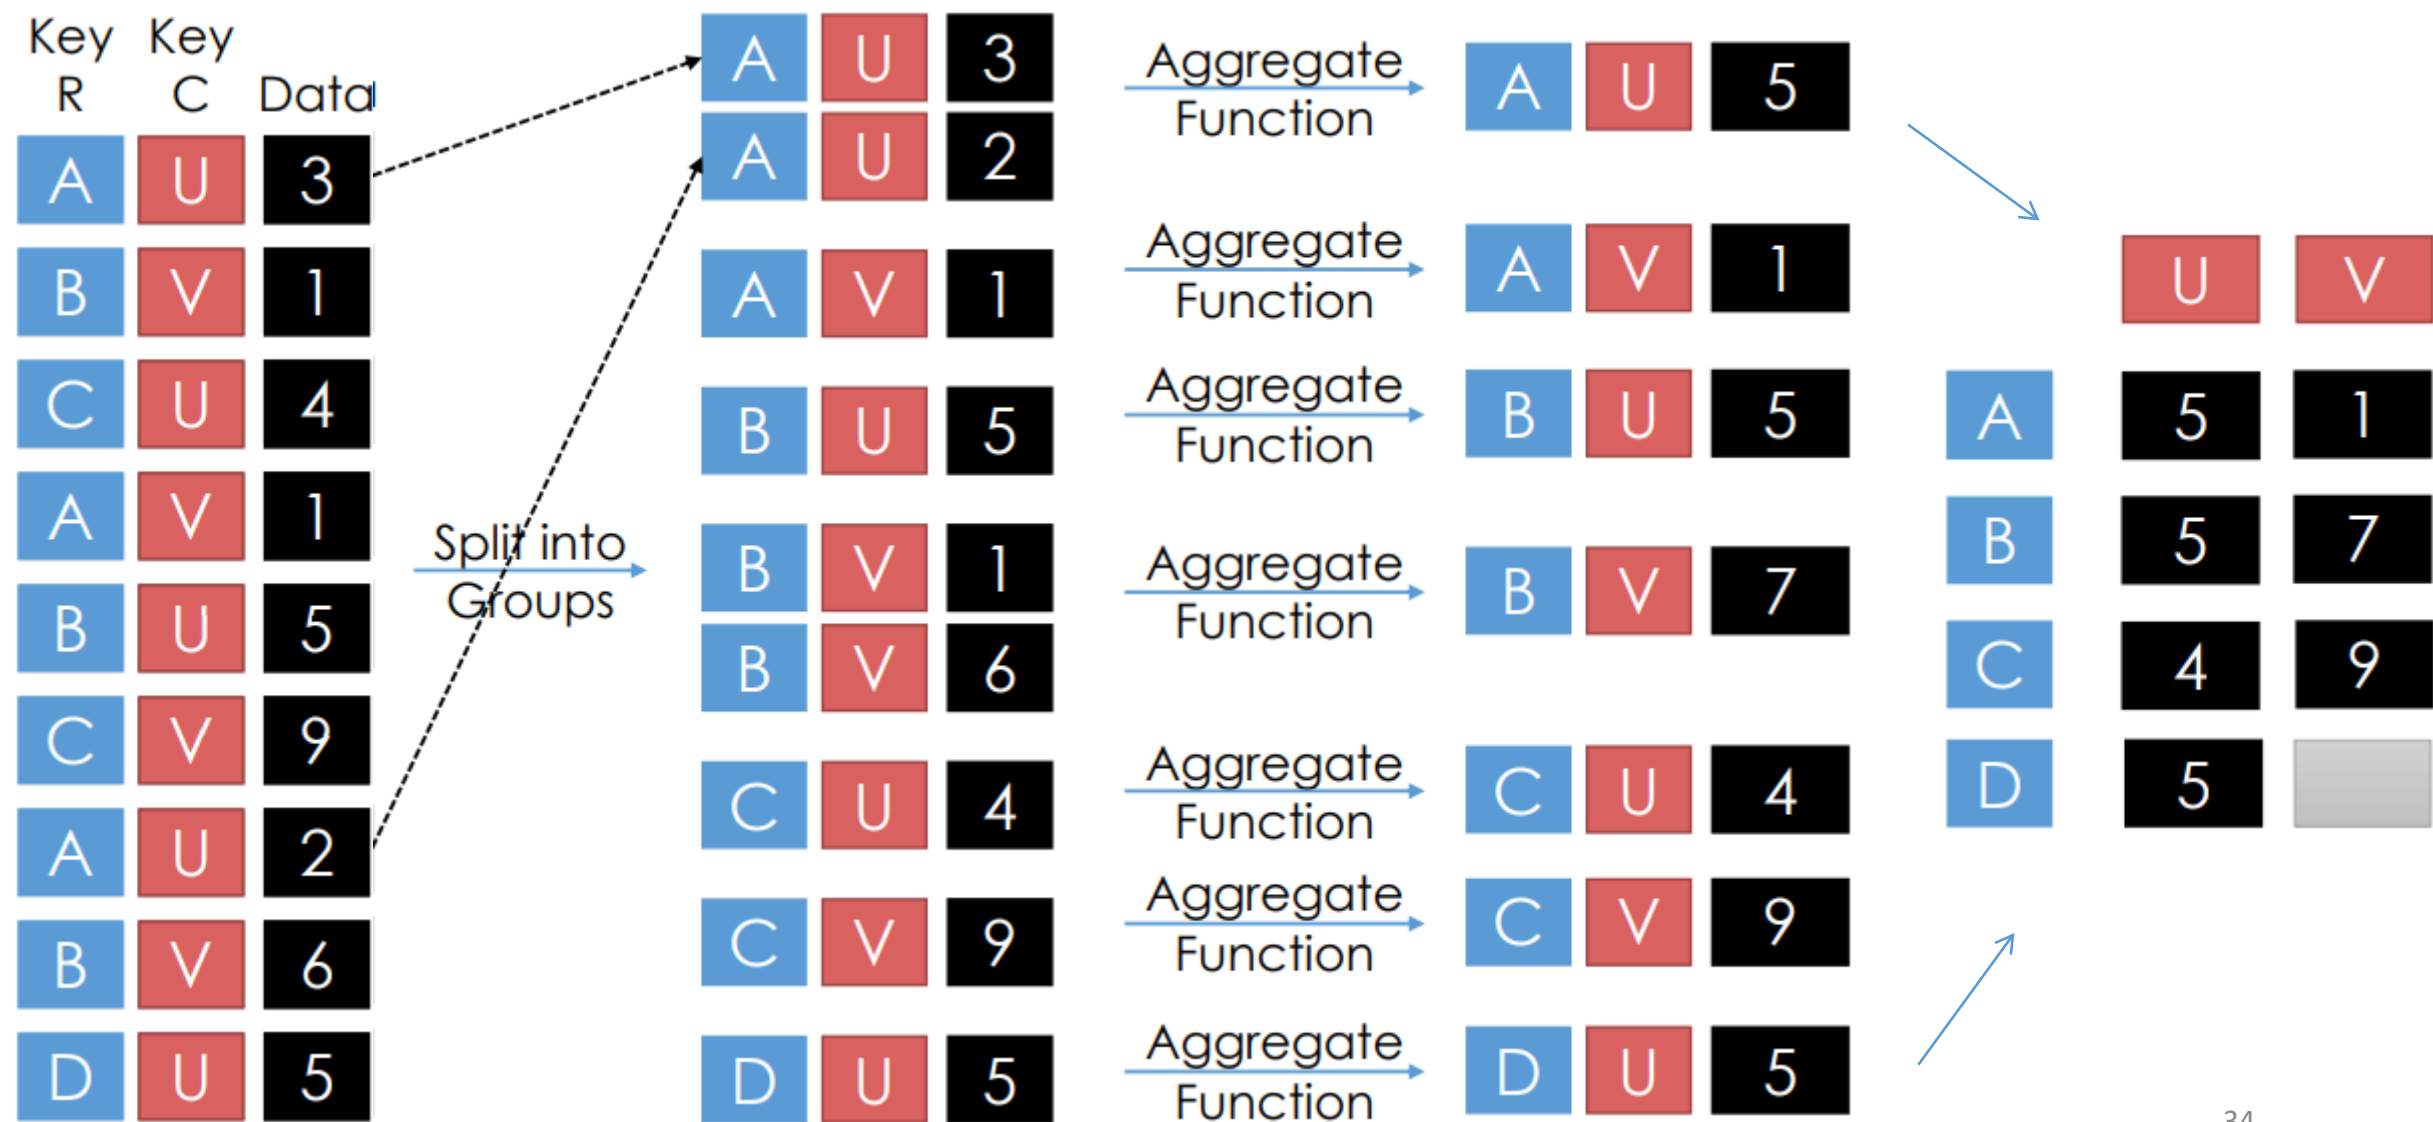 Key Key
R C Data
A U 3
B V 1
C U 4
A V 1
B U 5
C V 9
A U 2
B V 6
D U 5
Split into
Groups
A U 3
A U 2
A V 1
B U 5
B V 1
B V 6
C U 4
C V 9
D U 5
Aggregate
Function
Aggregate
Function
Aggregate
Function
Aggregate
Function
Aggregate
Function
Aggregate
Function
Aggregate
Function
A U 5
A V 1
B U 5
B V 7
C U 4
C V 9
D U 5
U V
A 5 1
B 5 7
C 4 9
D 5
34